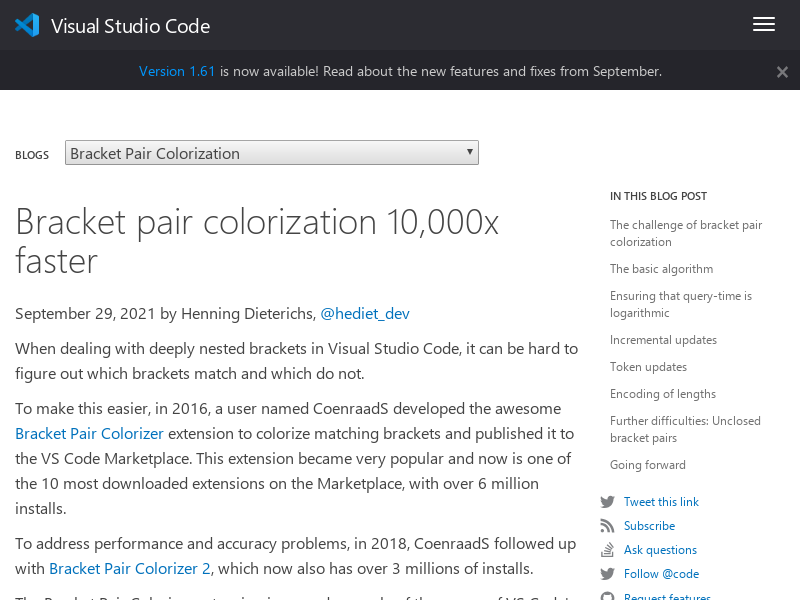 Visual Studio Code
Version 1.61 is now available! Read about the new features and fixes from September.
BLOGS
Bracket Pair Colorization
Bracket pair colorization 10,000x
faster
September 29, 2021 by Henning Dieterichs, @hediet_dev
When dealing with deeply nested brackets in Visual Studio Code, it can be hard to
figure out which brackets match and which do not.
To make this easier, in 2016, a user named CoenraadS developed the awesome
Bracket Pair Colorizer extension to colorize matching brackets and published it to
the VS Code Marketplace. This extension became very popular and now is one of
the 10 most downloaded extensions on the Marketplace, with over 6 million
installs.
To address performance and accuracy problems, in 2018, CoenraadS followed up
with Bracket Pair Colorizer 2, which now also has over 3 millions of installs.
IN THIS BLOG POST
The challenge of bracket pair
colorization
The basic algorithm
Ensuring that query-time is
logarithmic
Incremental updates
Token updates
Encoding of lengths
Further difficulties: Unclosed
bracket pairs
Going forward
Tweet this link
Subscribe
Ask questions
Follow @code
Request features